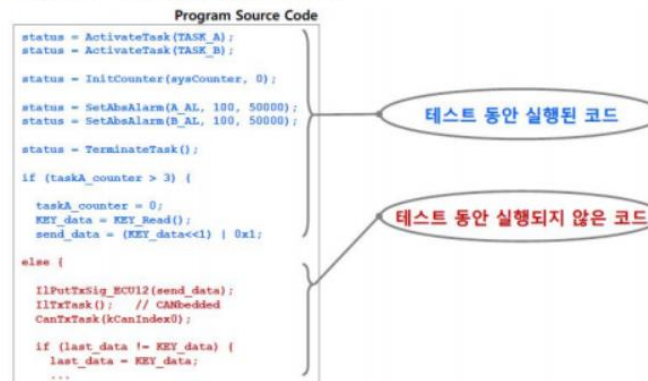 Program Source Code
status = ActivateTask(TASK_A);
status = ActivateTask(TASK_B);
status = InitCounter(sysCounter, 0);
status = SetAbsAlarm(A_AL, 100, 50000);
status = SetAbsAlarm(B_AL, 100, 50000);
status = TerminateTask();
if (taskA_counter > 3) {
taskA_counter = 0;
KEY_data = KEY_Read();
send_data = (KEY_data<<1) | 0x1;
else {
IlPutTxSig_ECU12(send_data);
IlTxTask(); // CANbedded
CanTxTask(kCanIndex0);
if (last_data != KEY_data) {
last_data = KEY_data;
...
테스트 동안 실행된 코드
테스트 동안 실행되지 않은 코드